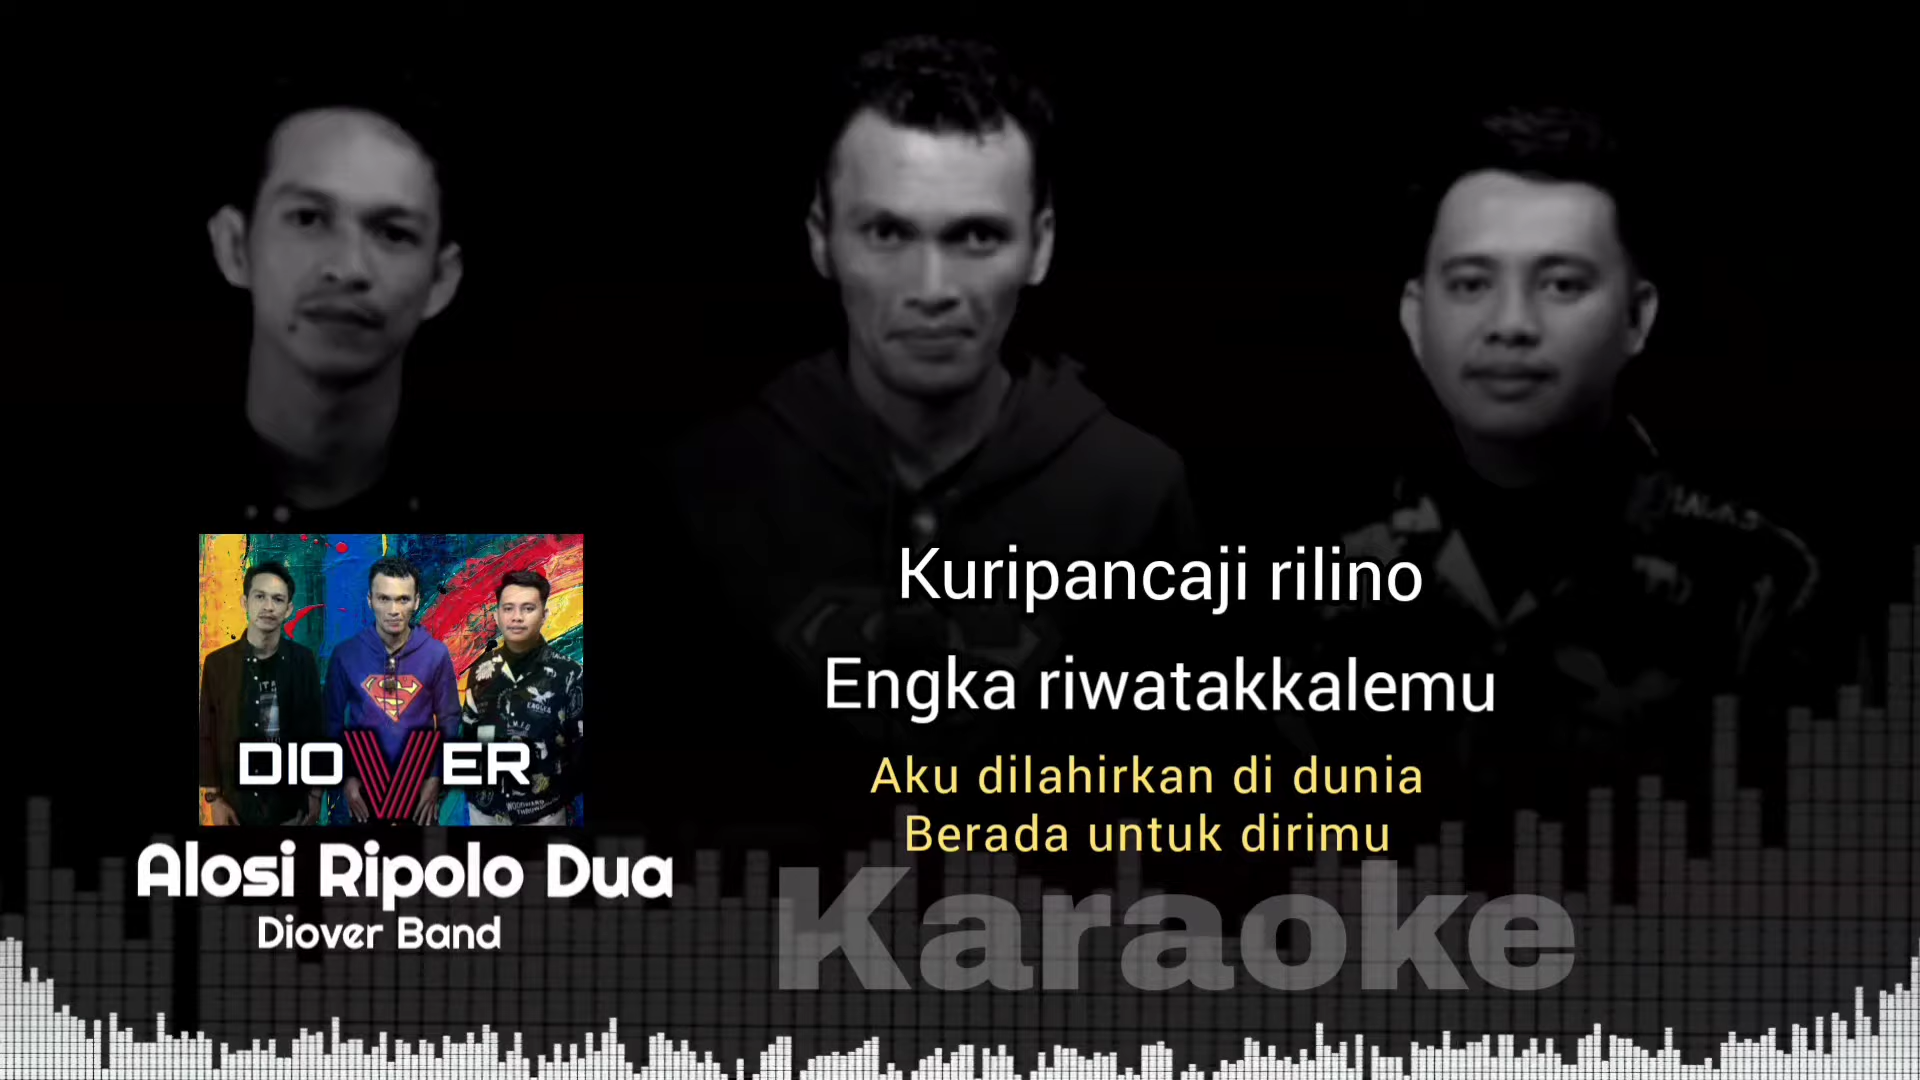 Kuripancaji rilino
Engka riwatakkalemu
Aku dilahirkan di dunia
Berada untuk dirimu
Karaoke
DIOVER
Alosi Ripolo Dua
Diover Band